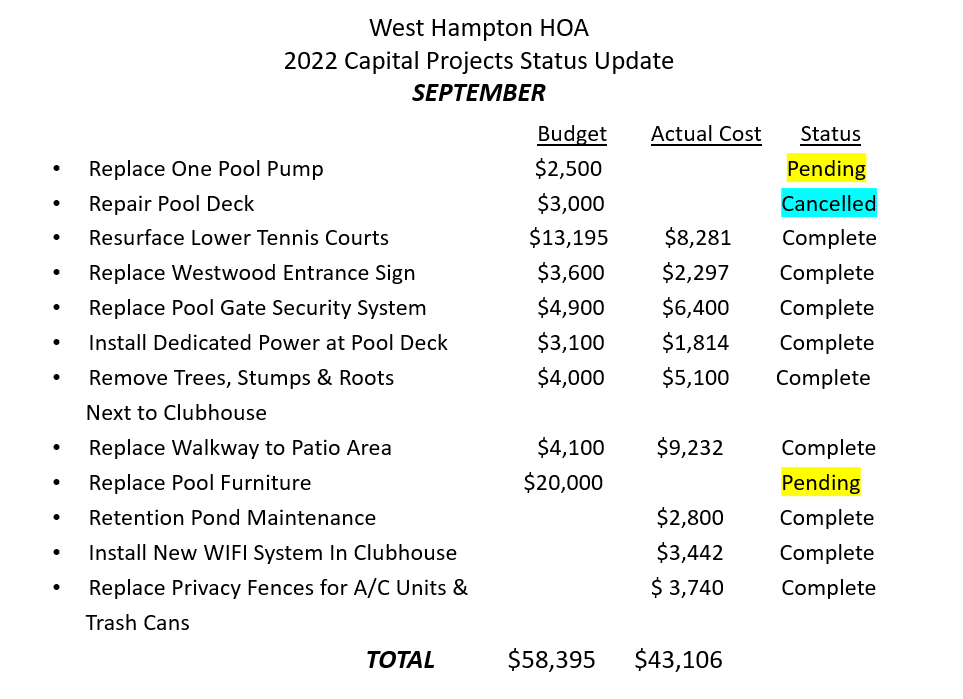 West Hampton HOA
2022 Capital Projects Status Update
SEPTEMBER
Budget Actual Cost Status
• Replace One Pool Pump $2,500 Pending
• Repair Pool Deck $3,000 Cancelled
• Resurface Lower Tennis Courts $13,195 $8,281 Complete
• Replace Westwood Entrance Sign $3,600 $2,297 Complete
• Replace Pool Gate Security System $4,900 $6,400 Complete
• Install Dedicated Power at Pool Deck $3,100 $1,814 Complete
• Remove Trees, Stumps & Roots $4,000 $5,100 Complete
Next to Clubhouse
• Replace Walkway to Patio Area $4,100 $9,232 Complete
• Replace Pool Furniture $20,000 Pending
• Retention Pond Maintenance $2,800 Complete
• Install New WIFI System In Clubhouse $3,442 Complete
• Replace Privacy Fences for A/C Units & $ 3,740 Complete
Trash Cans
TOTAL $58,395 $43,106